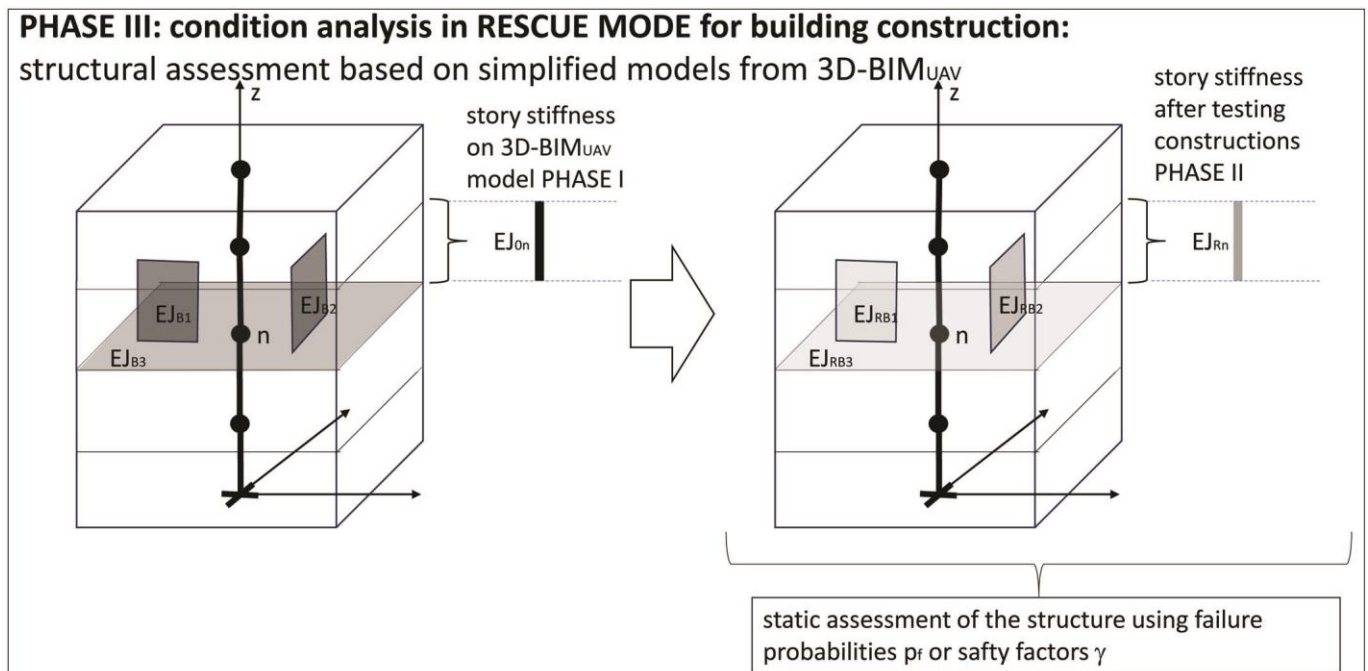 PHASE III: condition analysis in RESCUE MODE for building construction:
structural assessment based on simplified models from 3D-BIMUAV
z
story stiffness
on 3D-BIMUAV
model PHASE I
EJ0n
EJB1
EJB2
n
EJB3
z
story stiffness
after testing
constructions
PHASE II
EJRn
EJRB1
EJRB2
n
EJRB3
static assessment of the structure using failure
probabilities pf or safty factors γ